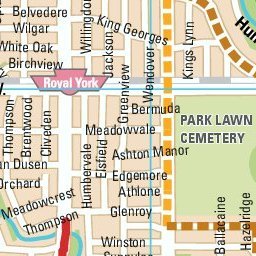 Belvedere
Wilgar
King Georges
Hum
Willingdon
White Oak
Birchview
Jackson
Greenview
Wendover
Kings Lynn
Royal York
Bermuda
Thompson
Brentwood
Cliveden
Meadowvale
PARK LAWN
CEMETERY
Ashton Manor
Humbervale
Elsfield
Van Dusen
Orchard
Edgemore
Athlone
Meadowcrest
Thompson
Glenroy
Winston
Sunnydale
Ballacaine
Hazelridge